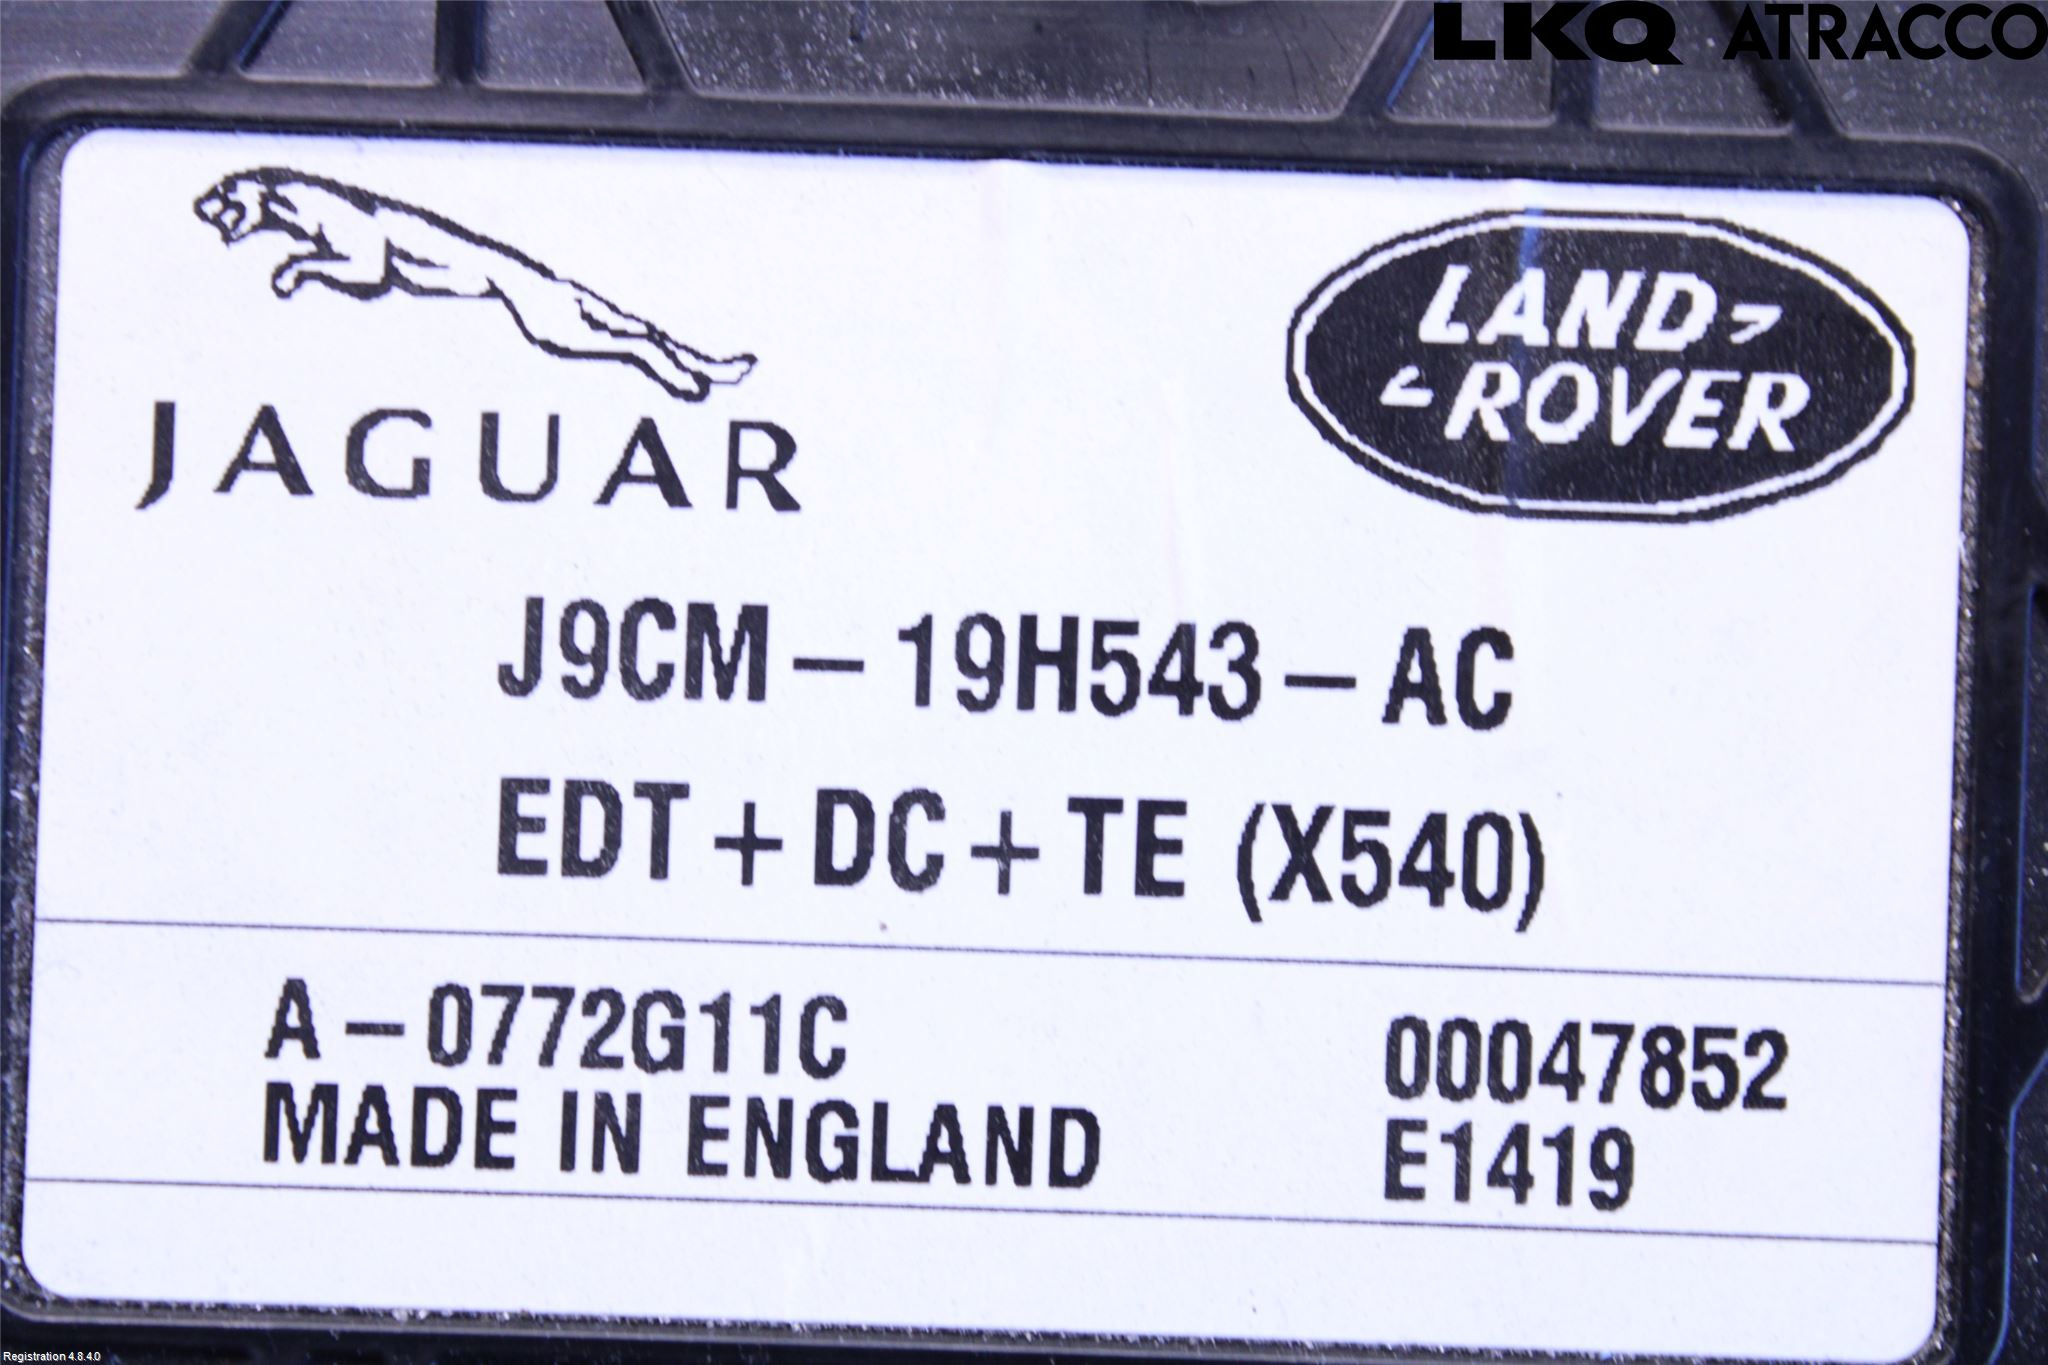 LKQ ATRACCO
JAGUAR
LAND
ROVER
J9CM-19H543-AC
EDT+DC+TE (X540)
A-0772G11C
MADE IN ENGLAND
00047852
E1419
Registration 4.8.4.0